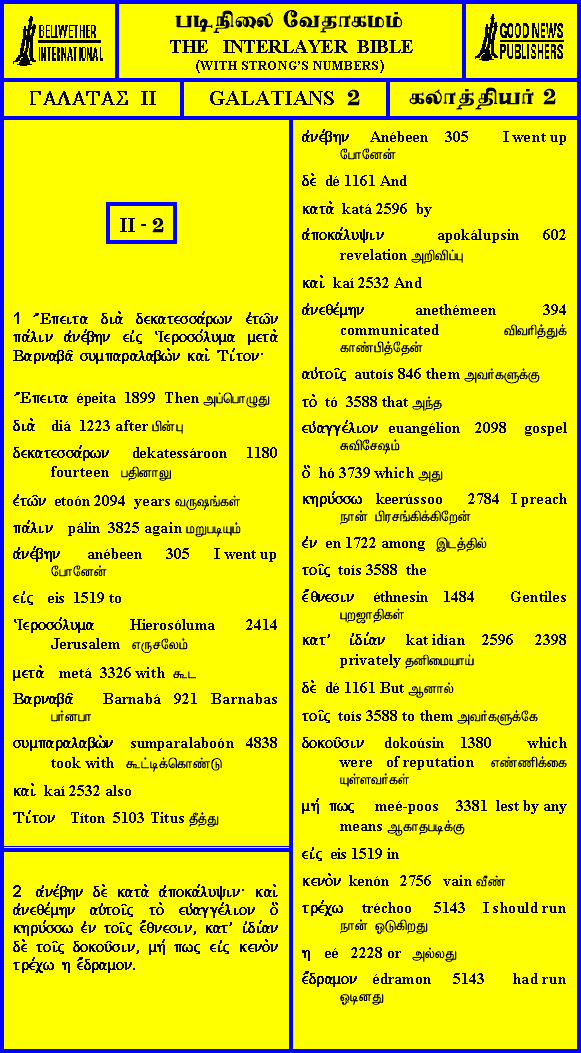 BELLWETHER
INTERNATIONAL
படிநிலை வேதாகமம்
THE INTERLAYER BIBLE
(WITH STRONG'S NUMBERS)
GOOD NEWS
PUBLISHERS
ΓΑΛΑΤΑΣ II
GALATIANS 2
கலாத்தியர் 2
II - 2
1 Ἔπειτα διὰ δεκατεσσάρων ἐτῶν
πάλιν ἀνέβην εἰς Ἱεροσόλυμα μετὰ
Βαρναβᾶ συμπαραλαβὼν καὶ Τίτον·
Ἔπειτα épeita 1899 Then அப்பொழுது
διὰ diá 1223 after பின்பு
δεκατεσσάρων dekatessároon 1180
fourteen பதினாலு
ἐτῶν etoón 2094 years வருஷங்கள்
πάλιν pálin 3825 again மறுபடியும்
ἀνέβην anébeen 305 I went up
போனேன்
εἰς eis 1519 to
Ἱεροσόλυμα Hierosóluma 2414
Jerusalem எருசலேம்
μετὰ metá 3326 with கூட
Βαρναβᾶ Barnabá 921 Barnabas
பர்னபா
συμπαραλαβὼν sumparalaboón 4838
took with கூட்டிக்கொண்டு
καὶ kaí 2532 also
Τίτον Títon 5103 Titus தீத்து
2 ἀνέβην δὲ κατὰ ἀποκάλυψιν· καὶ
ἀνεθέμην αὐτοῖς τὸ εὐαγγέλιον ὃ
κηρύσσω ἐν τοῖς ἔθνεσιν, κατ’ ἰδίαν
δὲ τοῖς δοκοῦσιν, μή πως εἰς κενὸν
τρέχω η ἔδραμον.
ἀνέβην Anébeen 305 I went up
போனேன்
δὲ dé 1161 And
κατὰ katá 2596 by
ἀποκάλυψιν apokálupsin 602
revelation அறிவிப்பு
καὶ kaí 2532 And
ἀνεθέμην anethémeen 394
communicated விவரித்துக்
காண்பித்தேன்
αὐτοῖς autoís 846 them அவர்களுக்கு
τὸ tó 3588 that அந்த
εὐαγγέλιον euangélion 2098 gospel
சுவிசேஷம்
ὃ hó 3739 which அது
κηρύσσω keerússoo 2784 I preach
நான் பிரசங்கிக்கிறேன்
ἐν en 1722 among இடத்தில்
τοῖς toís 3588 the
ἔθνεσιν éthnesin 1484 Gentiles
புறஜாதிகள்
κατ’ ἰδίαν kat idían 2596 2398
privately தனிமையாய்
δὲ dé 1161 But ஆனால்
τοῖς toís 3588 to them அவர்களுக்கே
δοκοῦσιν dokoúsin 1380 which
were of reputation எண்ணிக்கை
யுள்ளவர்கள்
μή πως meé-poos 3381 lest by any
means ஆகாதபடிக்கு
εἰς eis 1519 in
κενὸν kenón 2756 vain வீண்
τρέχω tréchoo 5143 I should run
நான் ஓடுகிறது
η eé 2228 or அல்லது
ἔδραμον édramon 5143 had run
ஓடினது